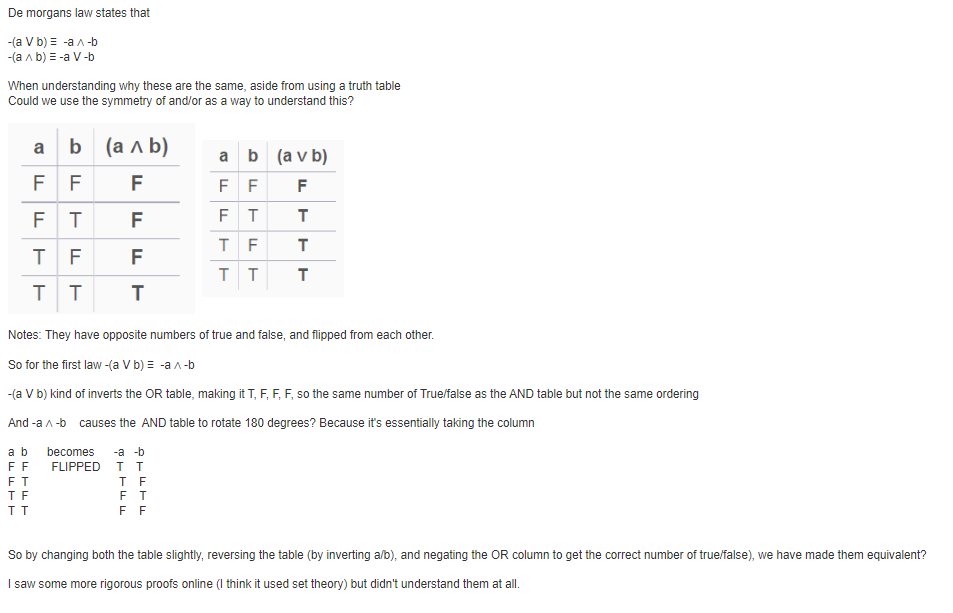 De morgans law states that
-(a V b) ≡ -a ∧ -b
-(a ∧ b) ≡ -a V -b
When understanding why these are the same, aside from using a truth table
Could we use the symmetry of and/or as a way to understand this?
a b (a ∧ b)
F F F
F T F
T F F
T T T
a b (a v b)
F F F
F T T
T F T
T T T
Notes: They have opposite numbers of true and false, and flipped from each other.
So for the first law -(a V b) ≡ -a ∧ -b
-(a V b) kind of inverts the OR table, making it T, F, F, F, so the same number of True/false as the AND table but not the same ordering
And -a ∧ -b causes the AND table to rotate 180 degrees? Because it's essentially taking the column
a b becomes -a -b
F F FLIPPED T T
F T T F
T F F T
T T F F
So by changing both the table slightly, reversing the table (by inverting a/b), and negating the OR column to get the correct number of true/false), we have made them equivalent?
I saw some more rigorous proofs online (I think it used set theory) but didn't understand them at all.